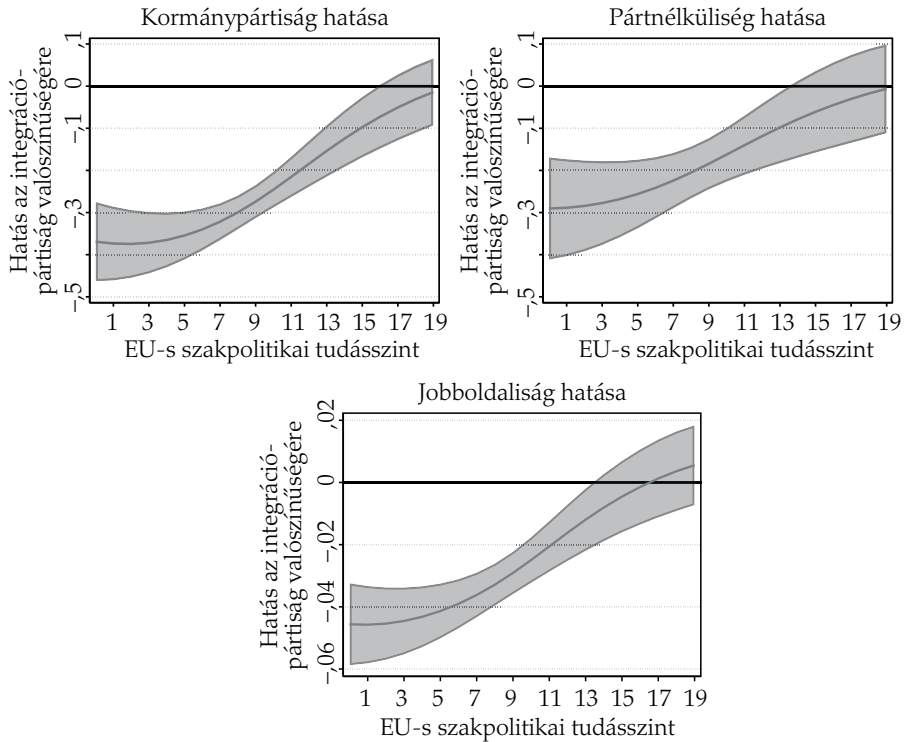 Kormánypártiság hatása
Hatás az integráció-
pártiság valószínűségére
,1
0
–,1
–,3
–,5
1 3 5 7 9 11 13 15 17 19
EU-s szakpolitikai tudásszint
Pártnélküliség hatása
Hatás az integráció-
pártiság valószínűségére
,1
0
–,1
–,3
–,5
1 3 5 7 9 11 13 15 17 19
EU-s szakpolitikai tudásszint
Jobboldaliság hatása
Hatás az integráció-
pártiság valószínűségére
,02
0
–,02
–,04
–,06
1 3 5 7 9 11 13 15 17 19
EU-s szakpolitikai tudásszint